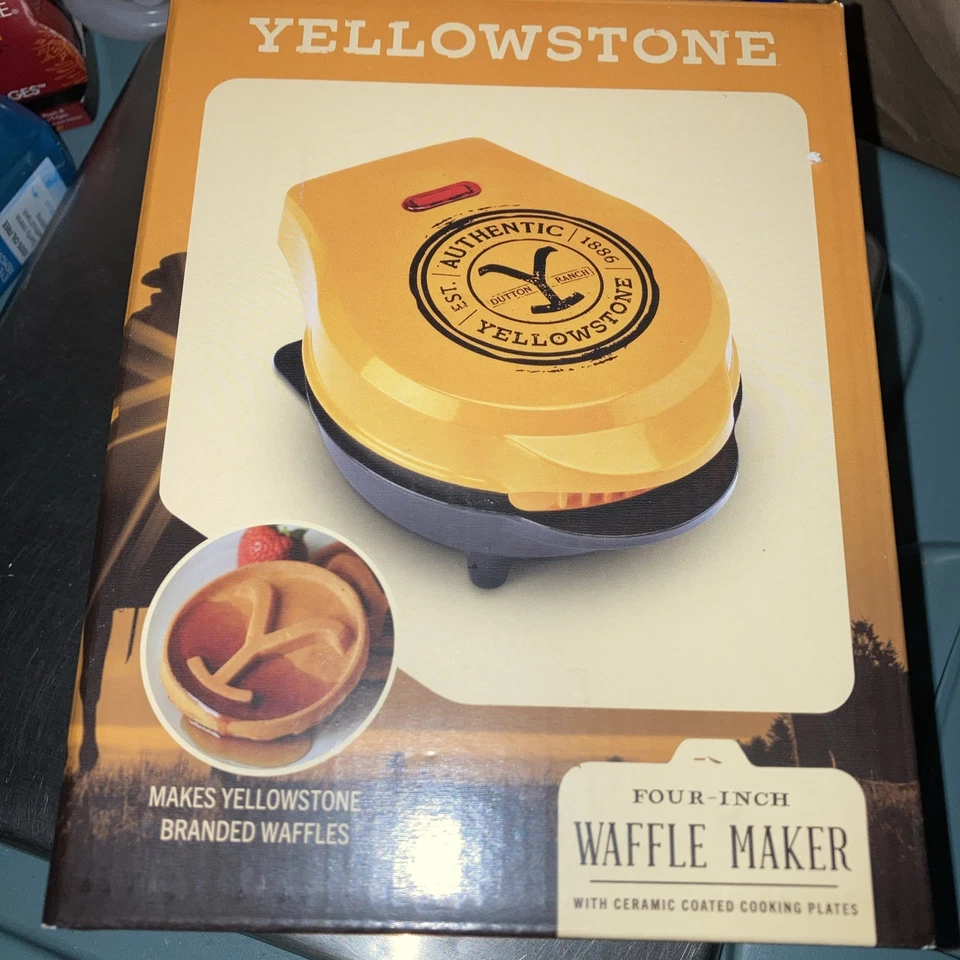 YELLOWSTONE
AUTHENTIC
EST. 1886
DUTTON RANCH
YELLOWSTONE
MAKES YELLOWSTONE
BRANDED WAFFLES
FOUR-INCH
WAFFLE MAKER
WITH CERAMIC COATED COOKING PLATES
GES™